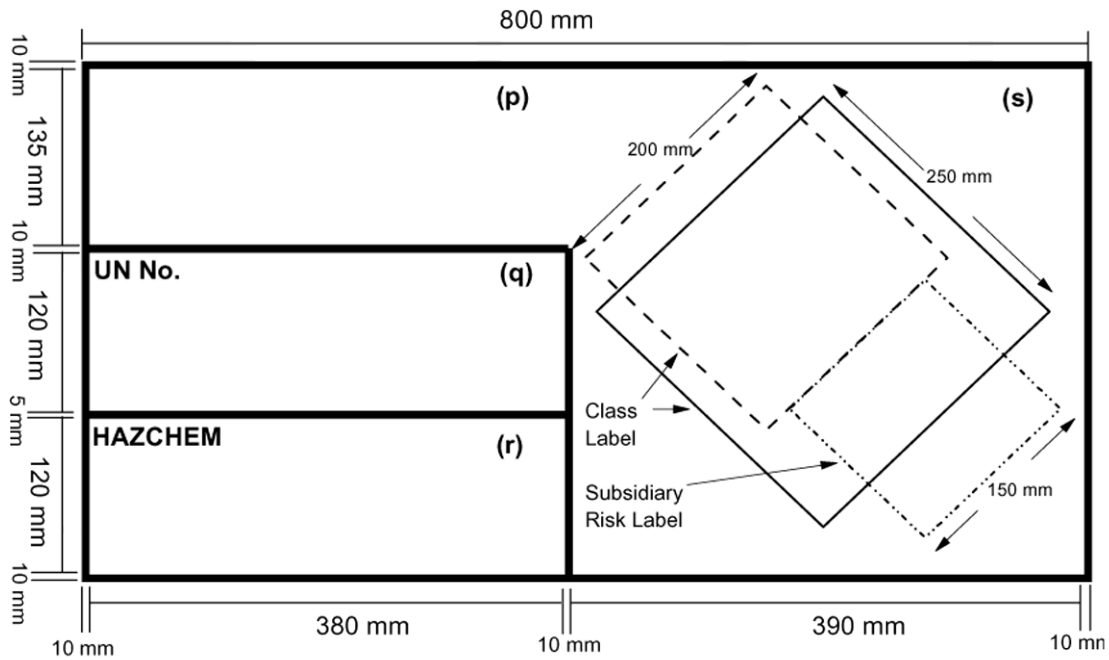 800 mm
10 mm
(p)
(s)
135 mm
200 mm
250 mm
10 mm
UN No.
(q)
120 mm
5 mm
Class
Label
HAZCHEM
(r)
120 mm
Subsidiary
Risk Label
150 mm
10 mm
380 mm
390 mm
10 mm
10 mm
10 mm